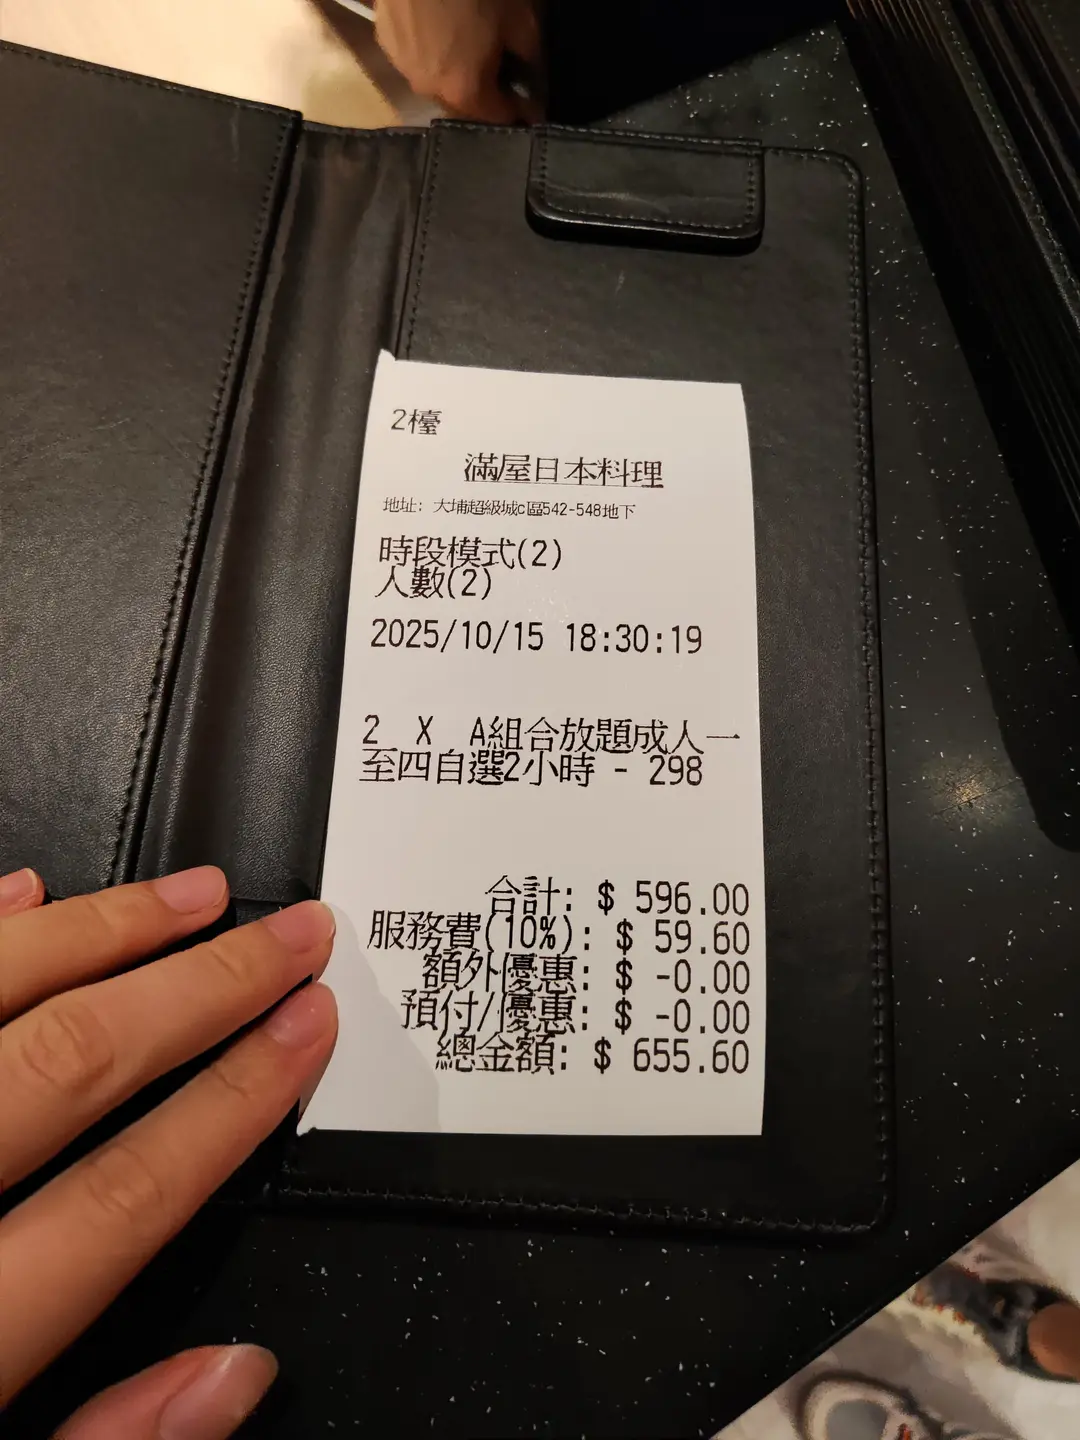 2檯
滿屋日本料理
地址: 大埔超級城c區542-548地下
時段模式(2)
人數(2)
2025/10/15 18:30:19
2 X A組合放題成人一
至四自選2小時 - 298
合計: $ 596.00
服務費(10%): $ 59.60
額外優惠: $ -0.00
預付/優惠: $ -0.00
總金額: $ 655.60